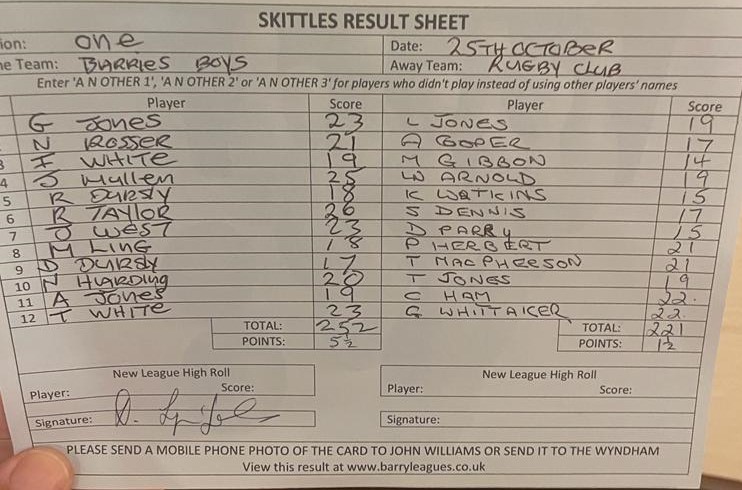 SKITTLES RESULT SHEET
ion: one Date: 25TH OCTOBER
e Team: BARRIES BOYS Away Team: RUGBY CLUB
Enter 'A N OTHER 1', 'A N OTHER 2' or 'A N OTHER 3' for players who didn't play instead of using other players' names
Player Score Player Score
G Jones 23 L JONES 19
N ROSSER 21 A COOPER 17
3 I WHITE 19 M GIBBON 14
4 J Mullen 25 W ARNOLD 19
5 R DURSLY 18 K WATKINS 15
6 R TAYLOR 26 S DENNIS 17
7 J WEST 23 D PARRY 15
8 M LING 18 P HERBERT 21
9 D DURSLY 17 T MACPHERSON 21
10 N HARDING 20 T JONES 19
11 A JONES 19 C HAM 22
12 T WHITE 23 G WHITTAKER 22
TOTAL: 252 TOTAL: 221
POINTS: 5½ POINTS: 1½
New League High Roll New League High Roll
Player: Score: Player: Score:
Signature: Signature:
PLEASE SEND A MOBILE PHONE PHOTO OF THE CARD TO JOHN WILLIAMS OR SEND IT TO THE WYNDHAM
View this result at www.barryleagues.co.uk